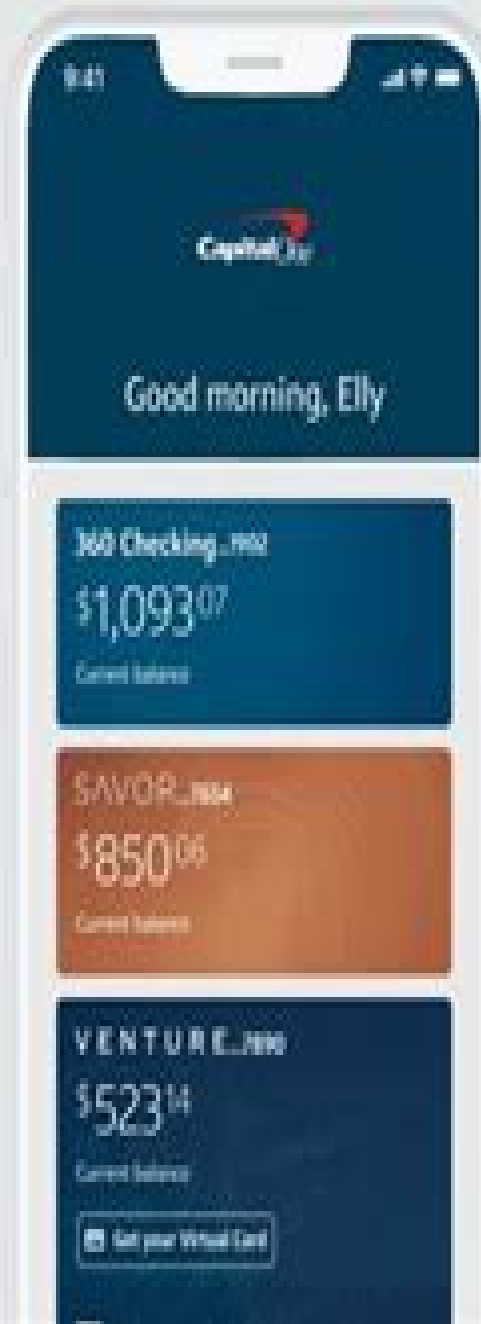 9:41
Capital One
Good morning, Elly
360 Checking
$1,093 07
Current balance
SAVOR
$850 06
Current balance
VENTURE
$523 14
Current balance
Get your Virtual Card